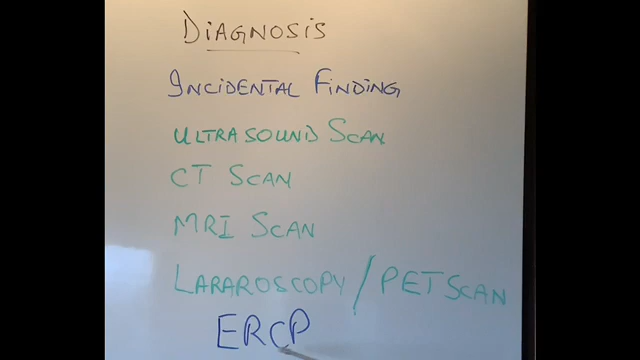 DIAGNOSIS
INCIDENTAL FINDING
ULTRASOUND SCAN
CT SCAN
MRI SCAN
LARAROSCOPY / PET SCAN
ERCP